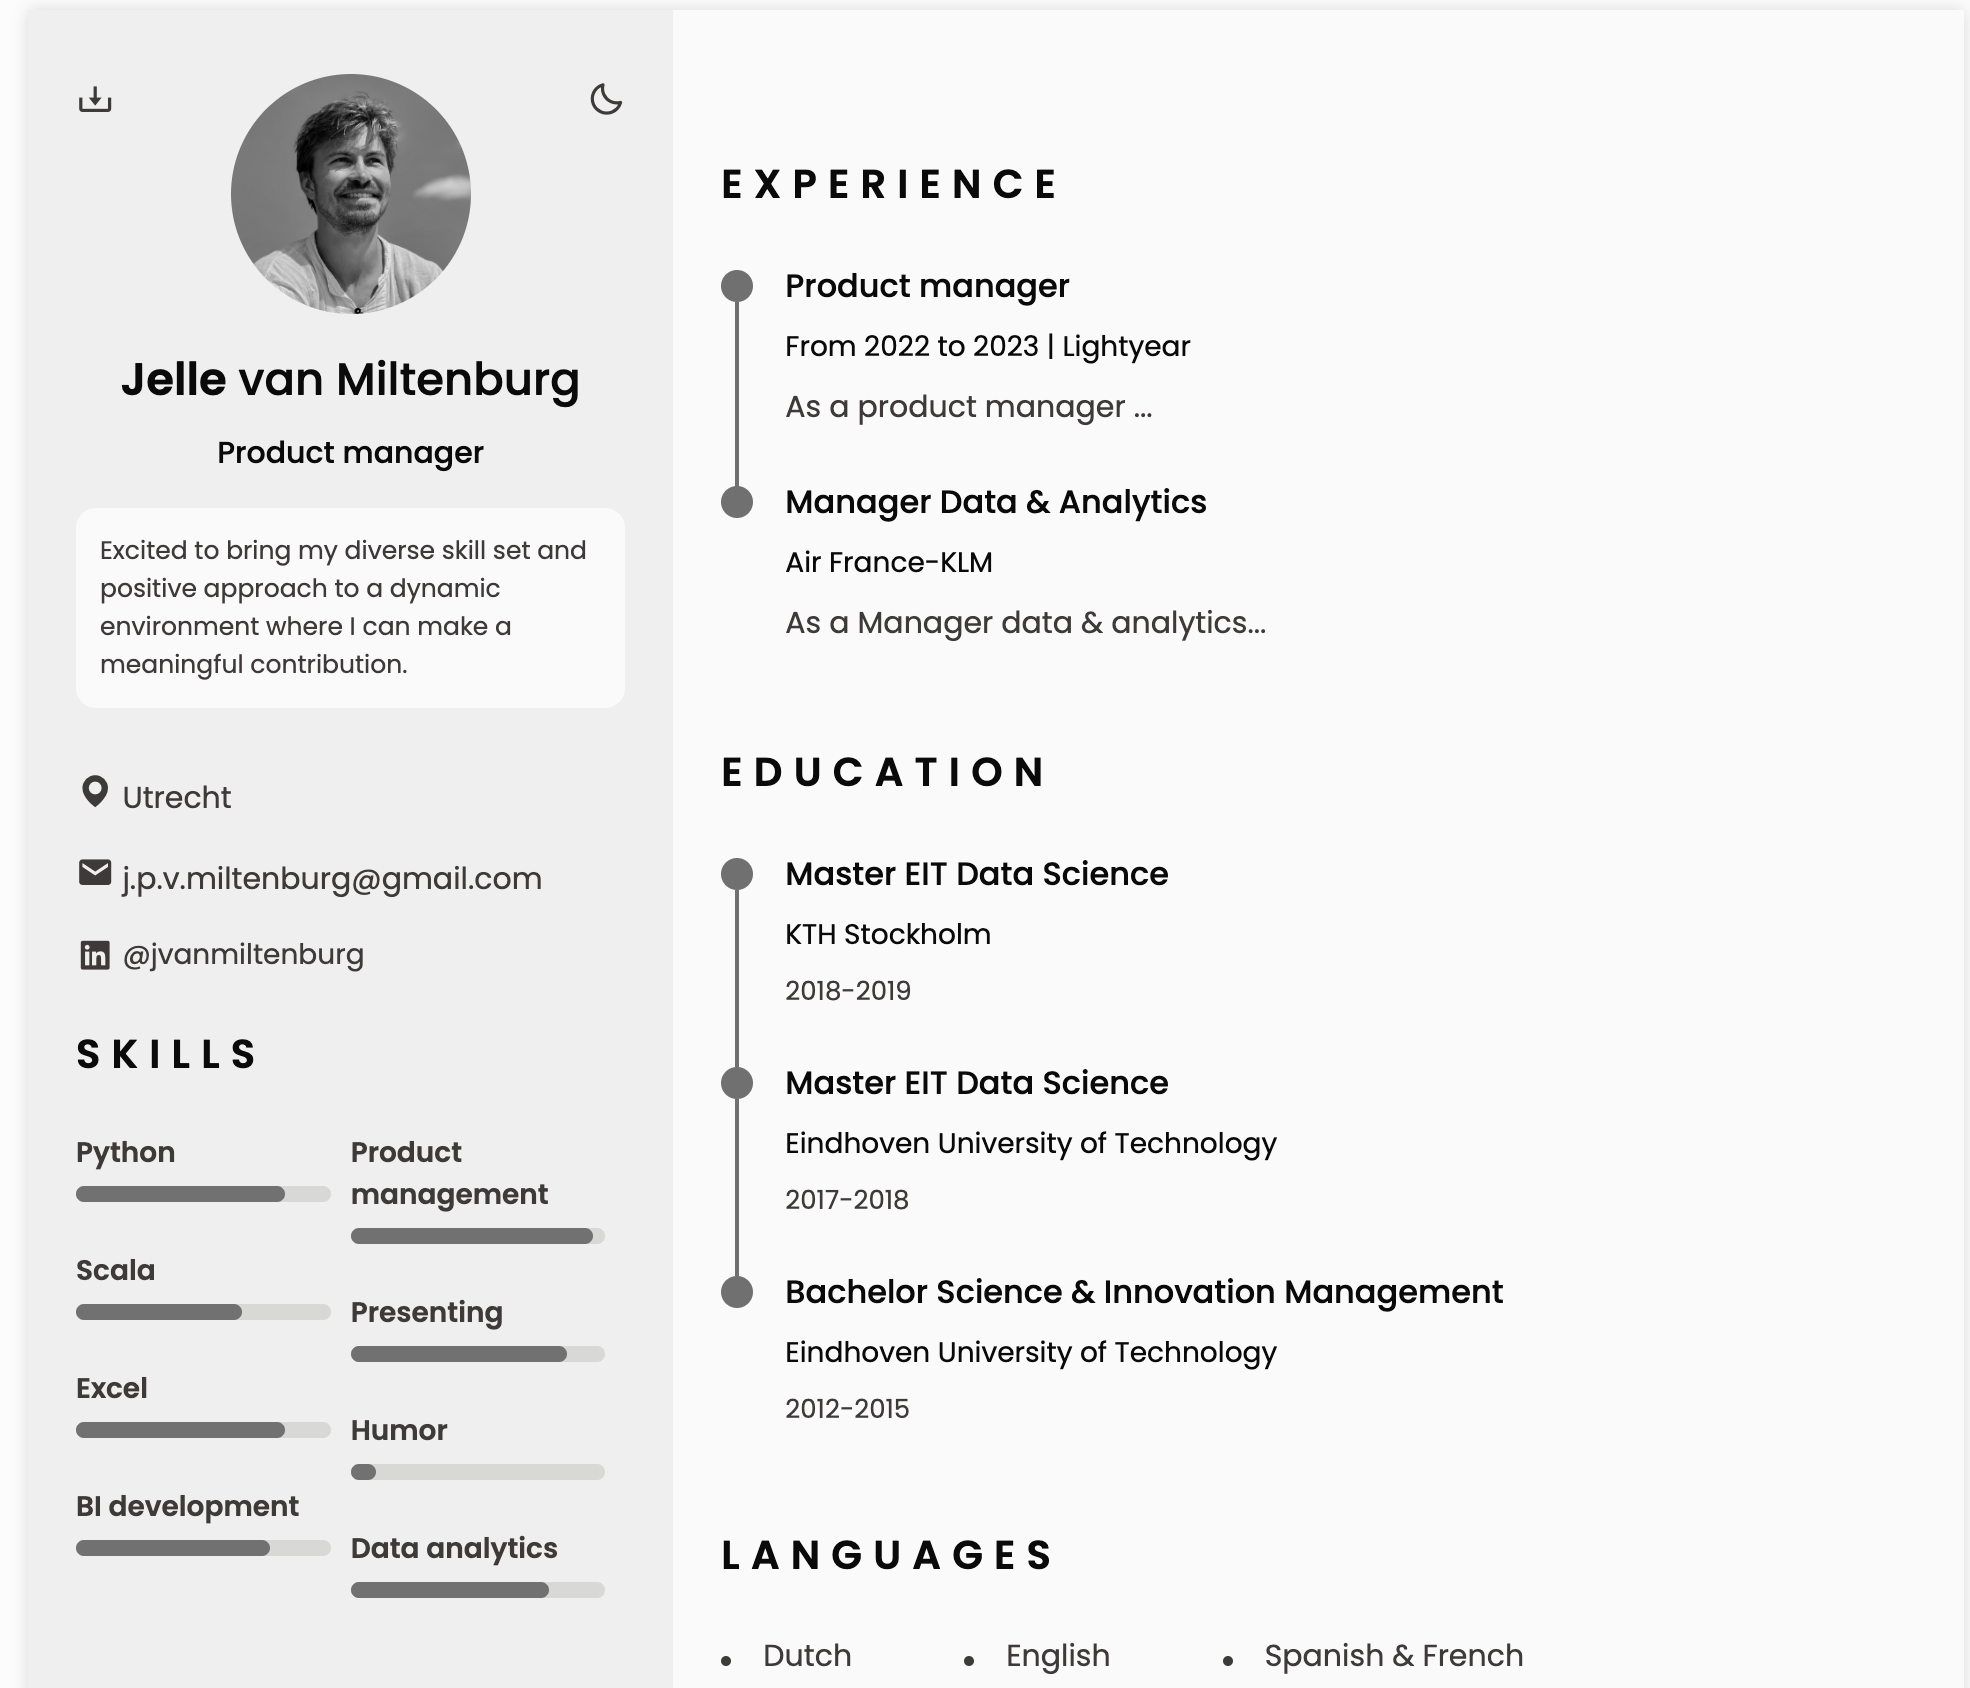 Jelle van Miltenburg
Product manager
Excited to bring my diverse skill set and
positive approach to a dynamic
environment where I can make a
meaningful contribution.
Utrecht
j.p.v.miltenburg@gmail.com
@jvanmiltenburg
SKILLS
Python
Scala
Excel
BI development
Product
management
Presenting
Humor
Data analytics
EXPERIENCE
Product manager
From 2022 to 2023 | Lightyear
As a product manager ...
Manager Data & Analytics
Air France-KLM
As a Manager data & analytics...
EDUCATION
Master EIT Data Science
KTH Stockholm
2018-2019
Master EIT Data Science
Eindhoven University of Technology
2017-2018
Bachelor Science & Innovation Management
Eindhoven University of Technology
2012-2015
LANGUAGES
Dutch
English
Spanish & French